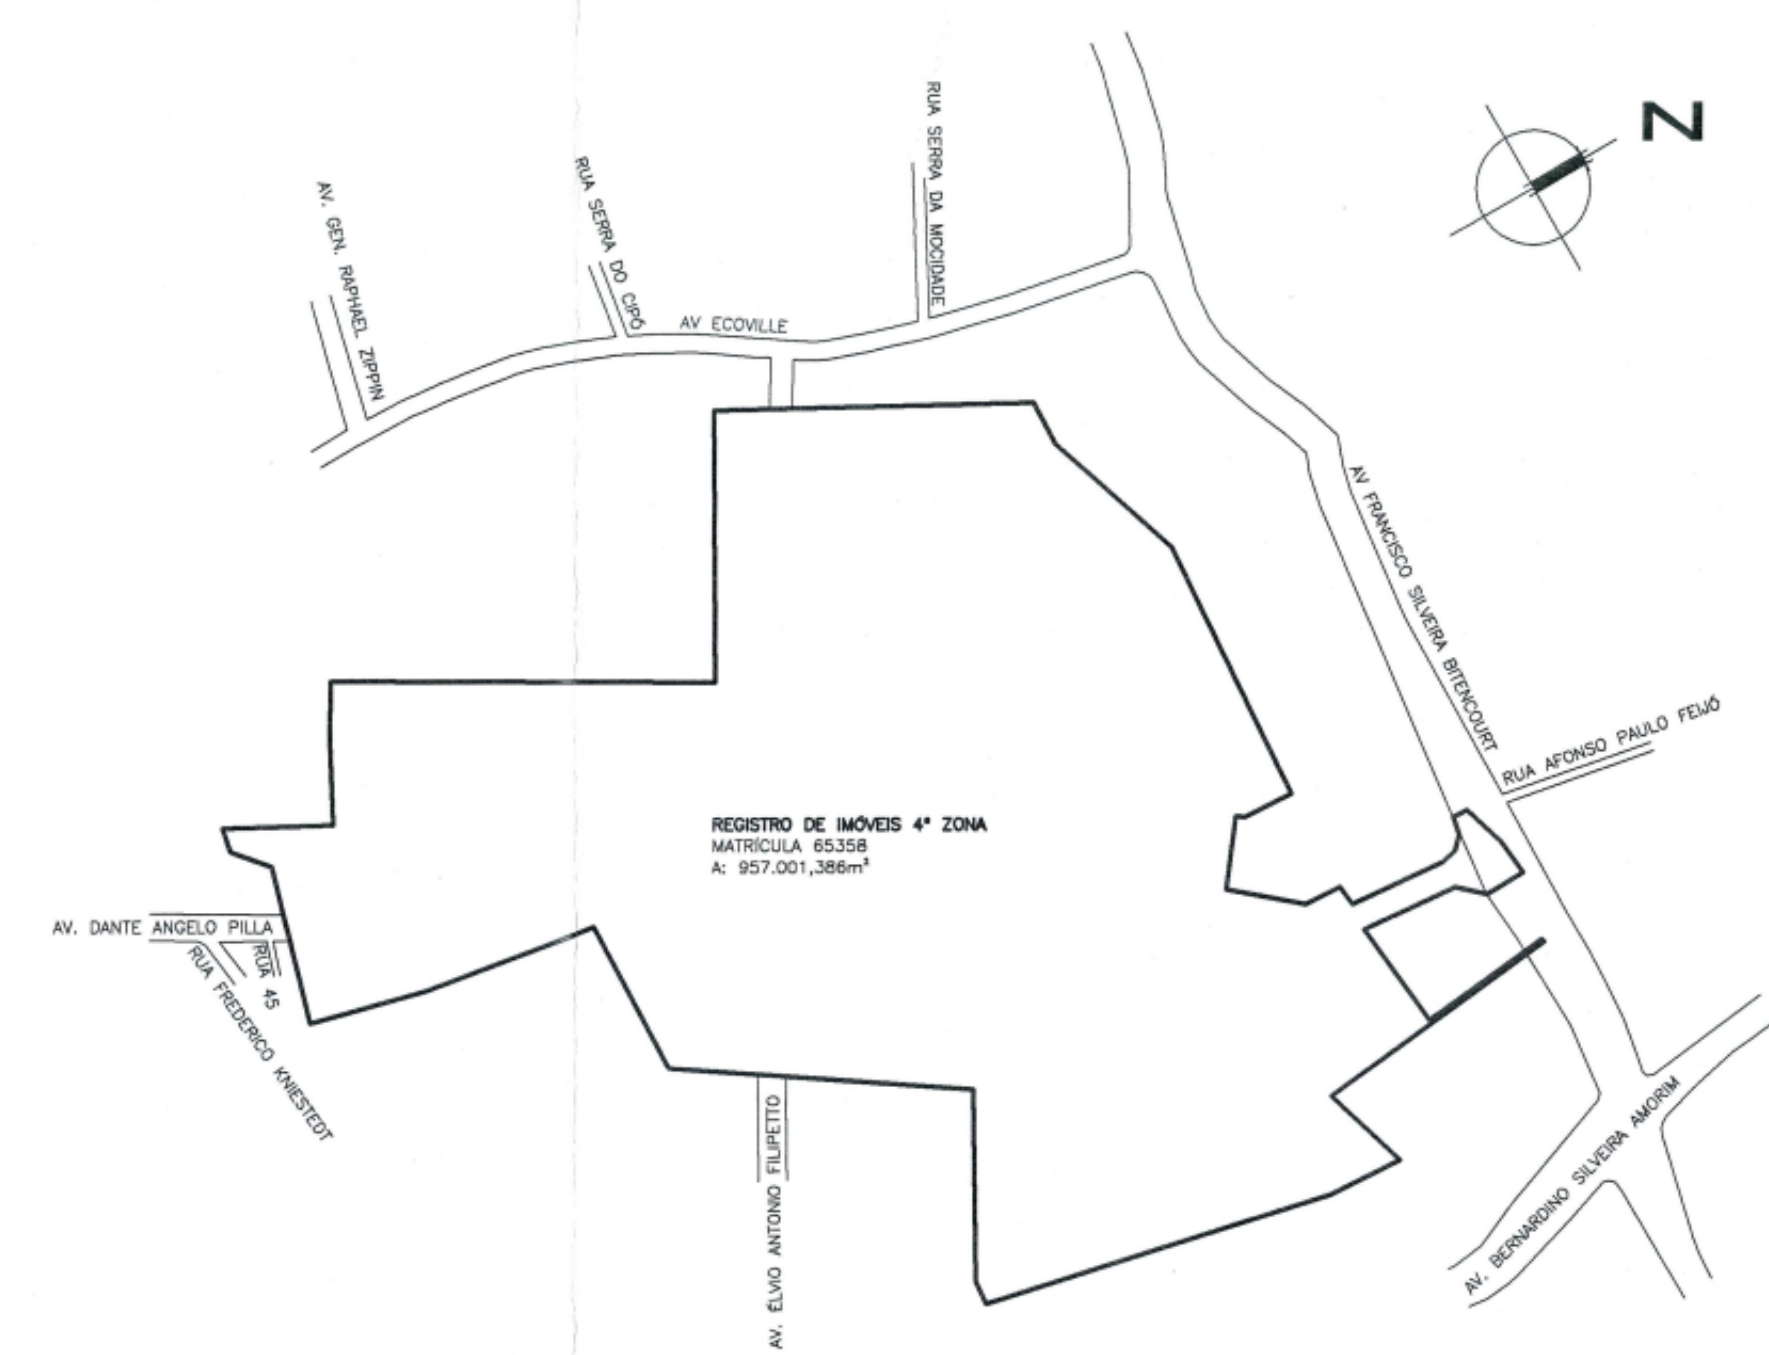 N
RUA SERRA DA MOCIDADE
RUA SERRA DO CIPÓ
AV. GEN. RAPHAEL ZIPPIN
AV ECOVILLE
AV FRANCISCO SILVEIRA BITENCOURT
RUA AFONSO PAULO FEIJÓ
REGISTRO DE IMÓVEIS 4ª ZONA
MATRÍCULA 65358
A: 957.001,386m²
AV. DANTE ANGELO PILLA
RUA 45
RUA FREDERICO KNIESTEDT
AV. ÉLVIO ANTONIO FILIPETTO
AV. BERNARDINO SILVEIRA AMORIM